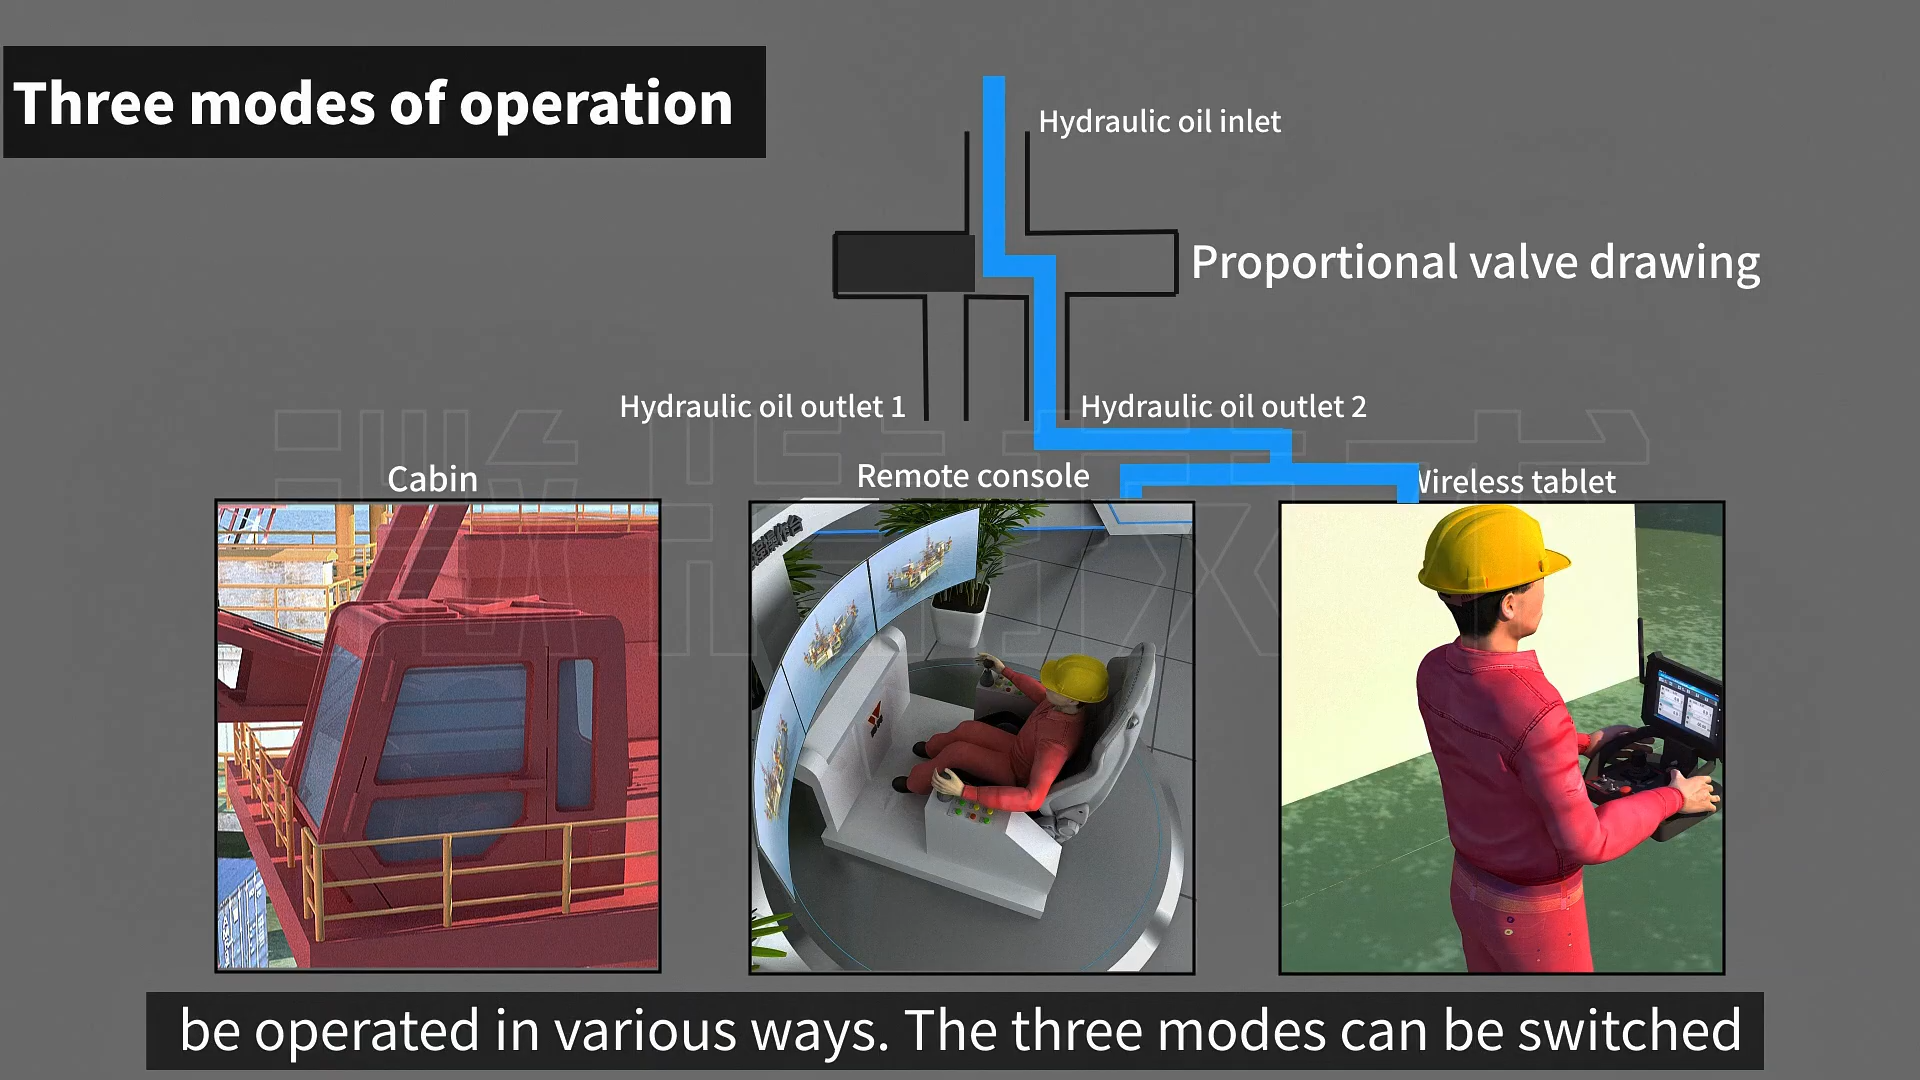 Three modes of operation
Hydraulic oil inlet
Proportional valve drawing
Hydraulic oil outlet 1
Hydraulic oil outlet 2
Cabin
Remote console
Wireless tablet
be operated in various ways. The three modes can be switched